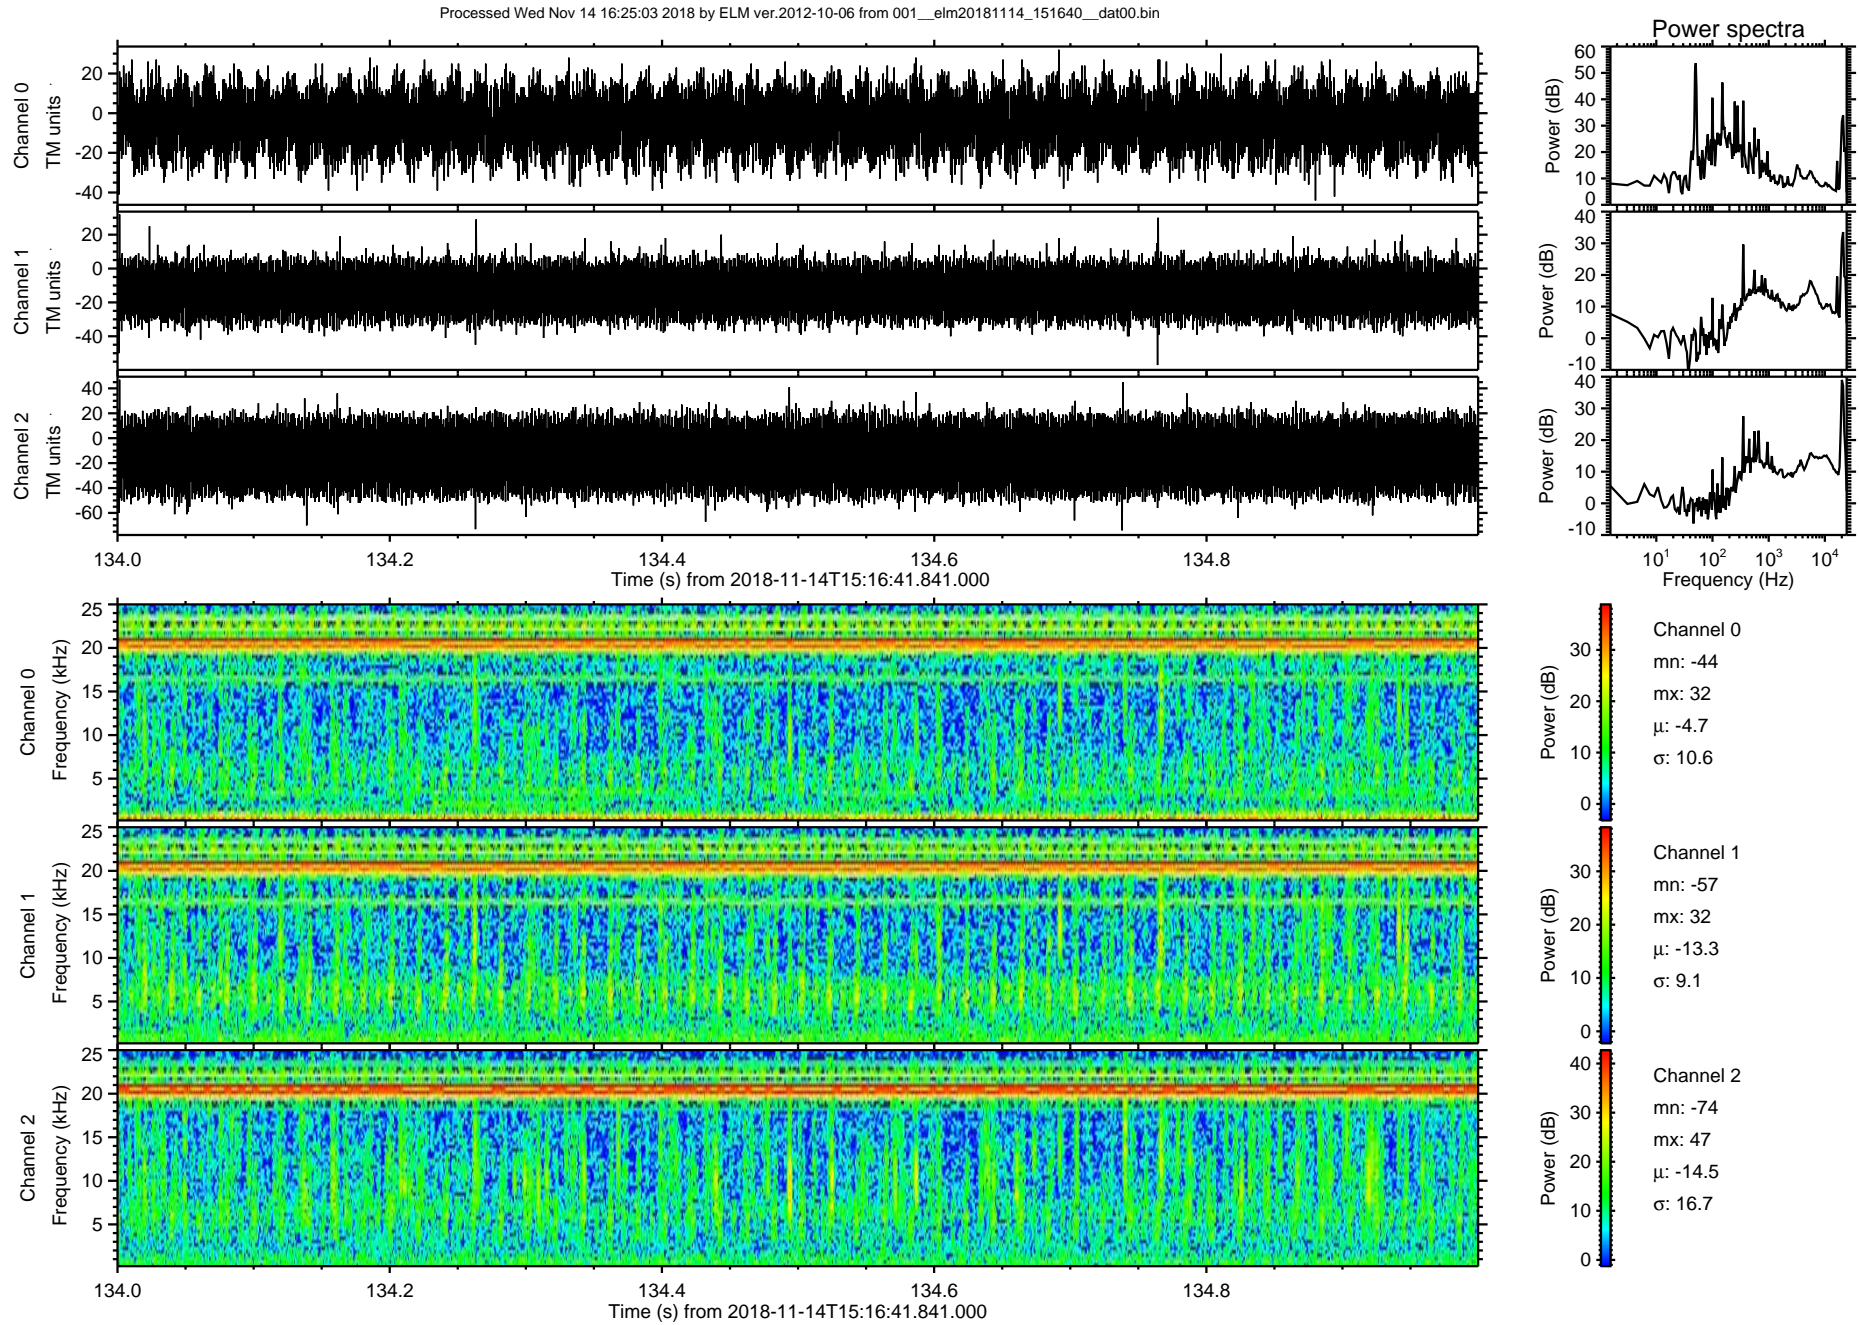 Processed Wed Nov 14 16:25:03 2018 by ELM ver.2012-10-06 from 001__elm20181114_151640__dat00.bin
Power spectra
Channel 0
TM units
20
0
-20
-40
Power (dB)
60
50
40
30
20
10
0
Channel 1
TM units
20
0
-20
-40
Power (dB)
40
30
20
10
0
-10
Channel 2
TM units
40
20
0
-20
-40
-60
Power (dB)
40
30
20
10
0
-10
134.0 134.2 134.4 134.6 134.8
Time (s) from 2018-11-14T15:16:41.841.000
10^1 10^2 10^3 10^4
Frequency (Hz)
Channel 0
Frequency (kHz)
25
20
15
10
5
Power (dB)
30
20
10
0
Channel 0
mn: -44
mx: 32
μ: -4.7
σ: 10.6
Channel 1
Frequency (kHz)
25
20
15
10
5
Power (dB)
30
20
10
0
Channel 1
mn: -57
mx: 32
μ: -13.3
σ: 9.1
Channel 2
Frequency (kHz)
25
20
15
10
5
Power (dB)
40
30
20
10
0
Channel 2
mn: -74
mx: 47
μ: -14.5
σ: 16.7
134.0 134.2 134.4 134.6 134.8
Time (s) from 2018-11-14T15:16:41.841.000